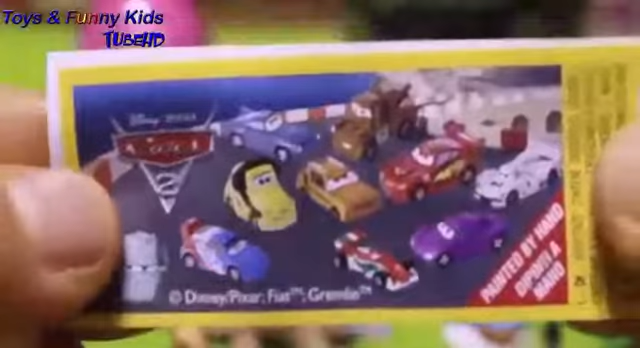 Toys & Funny Kids
TUBEHD
DISNEY · PIXAR
CARS
2
PAINTED BY HAND
DIPINTI A
MANO
© Disney/Pixar; Fiat™; Gremlin™